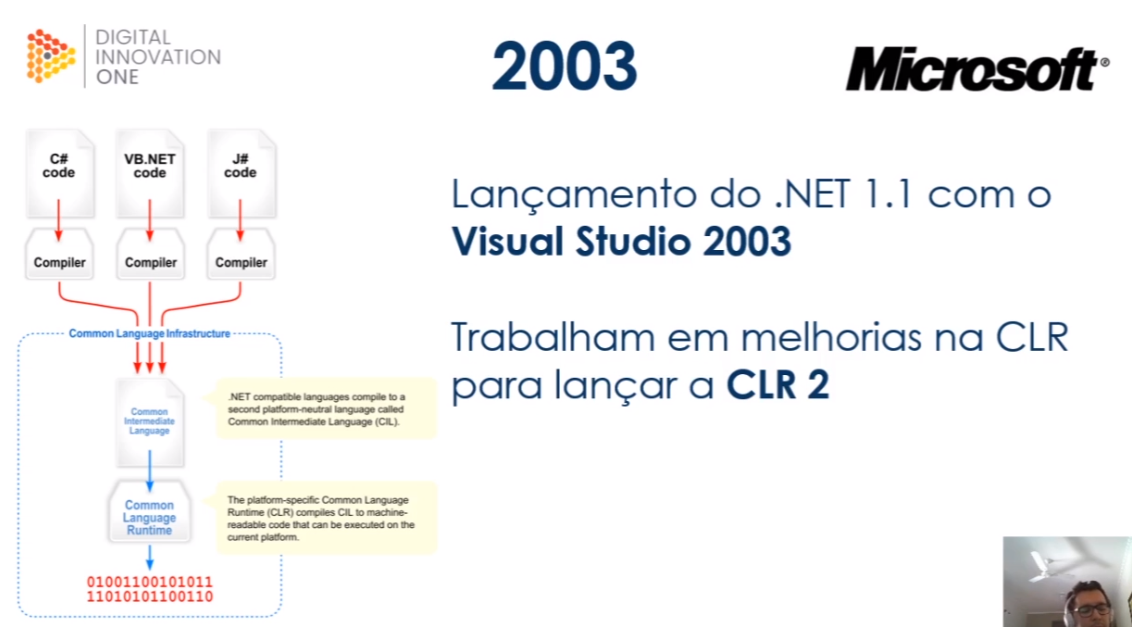 DIGITAL
INNOVATION
ONE
2003
Microsoft®
C#
code
VB.NET
code
J#
code
Compiler
Compiler
Compiler
Common Language Infrastructure
Common
Intermediate
Language
.NET compatible languages compile to a
second platform-neutral language called
Common Intermediate Language (CIL).
Common
Language
Runtime
The platform-specific Common Language
Runtime (CLR) compiles CIL to machine-
readable code that can be executed on the
current platform.
01001100101011
11010101100110
Lançamento do .NET 1.1 com o
Visual Studio 2003
Trabalham em melhorias na CLR
para lançar a CLR 2